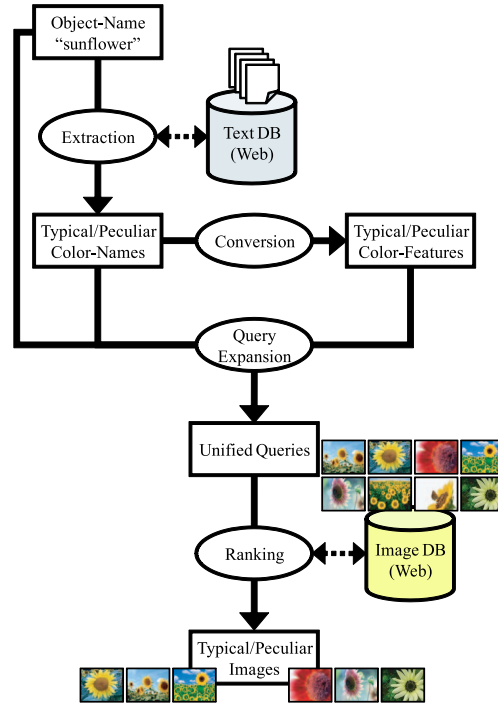 Object-Name
“sunflower”
Extraction
Text DB
(Web)
Typical/Peculiar
Color-Names
Conversion
Typical/Peculiar
Color-Features
Query
Expansion
Unified Queries
Ranking
Image DB
(Web)
Typical/Peculiar
Images